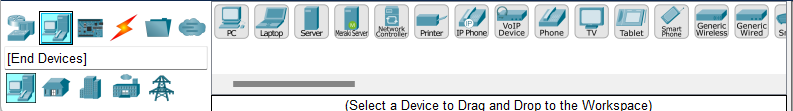 PC Laptop Server Meraki Server Network Controller Printer IP Phone VoIP Device Phone TV Tablet Smart Phone Generic Wireless Generic Wired
[End Devices]
(Select a Device to Drag and Drop to the Workspace)